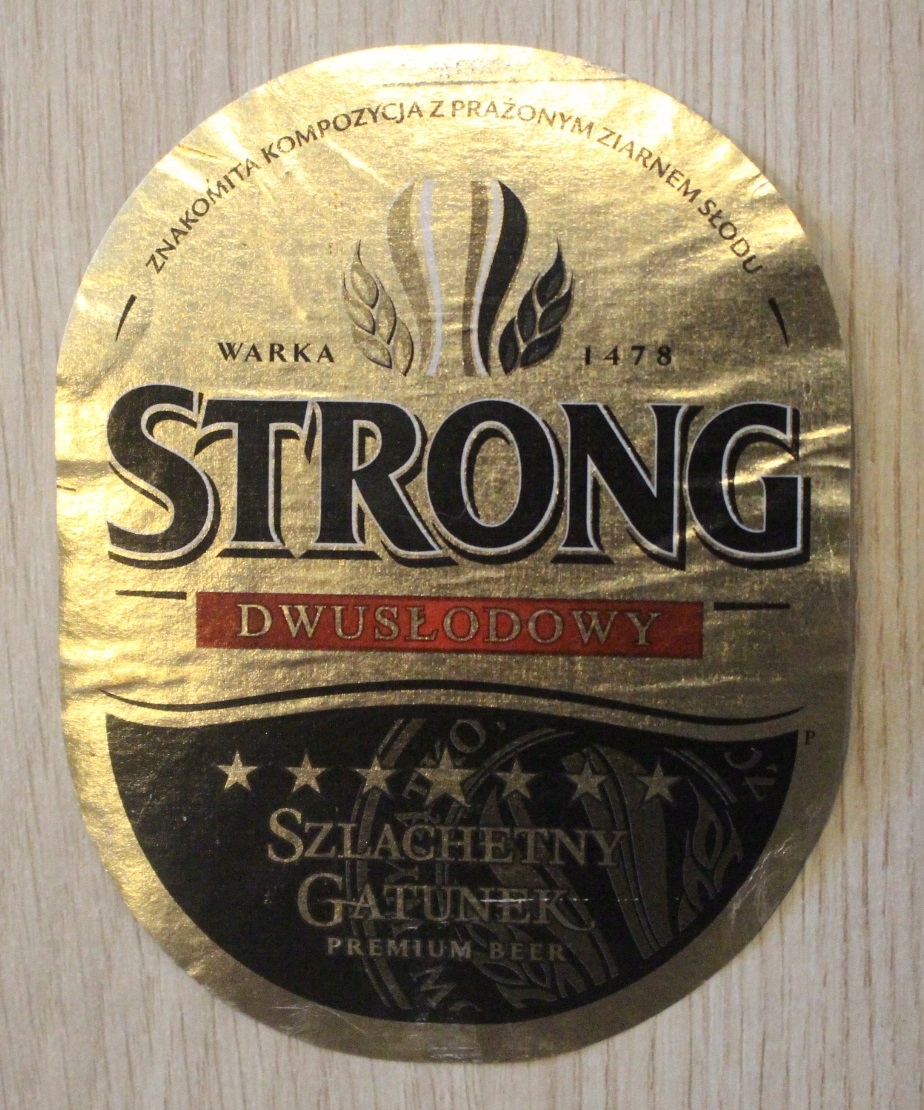 ZNAKOMITA KOMPOZYCJA Z PRAŻONYM ZIARNEM SŁODU
WARKA 1478
STRONG
DWUSŁODOWY
P
SZLACHETNY
GATUNEK
PREMIUM BEER